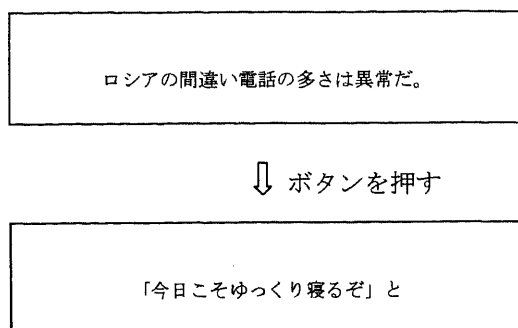 ロシアの間違い電話の多さは異常だ。
⇩ ボタンを押す
「今日こそゆっくり寝るぞ」と